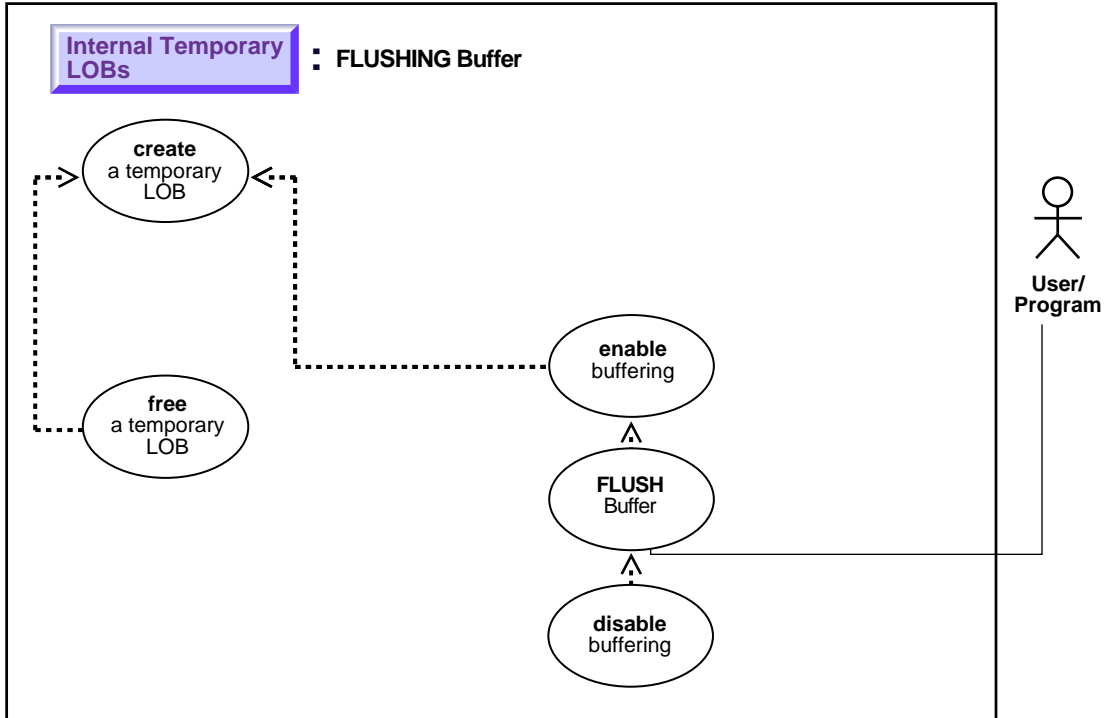 Internal Temporary
LOBs
: FLUSHING Buffer
create
a temporary
LOB
User/
Program
enable
buffering
free
a temporary
LOB
FLUSH
Buffer
disable
buffering